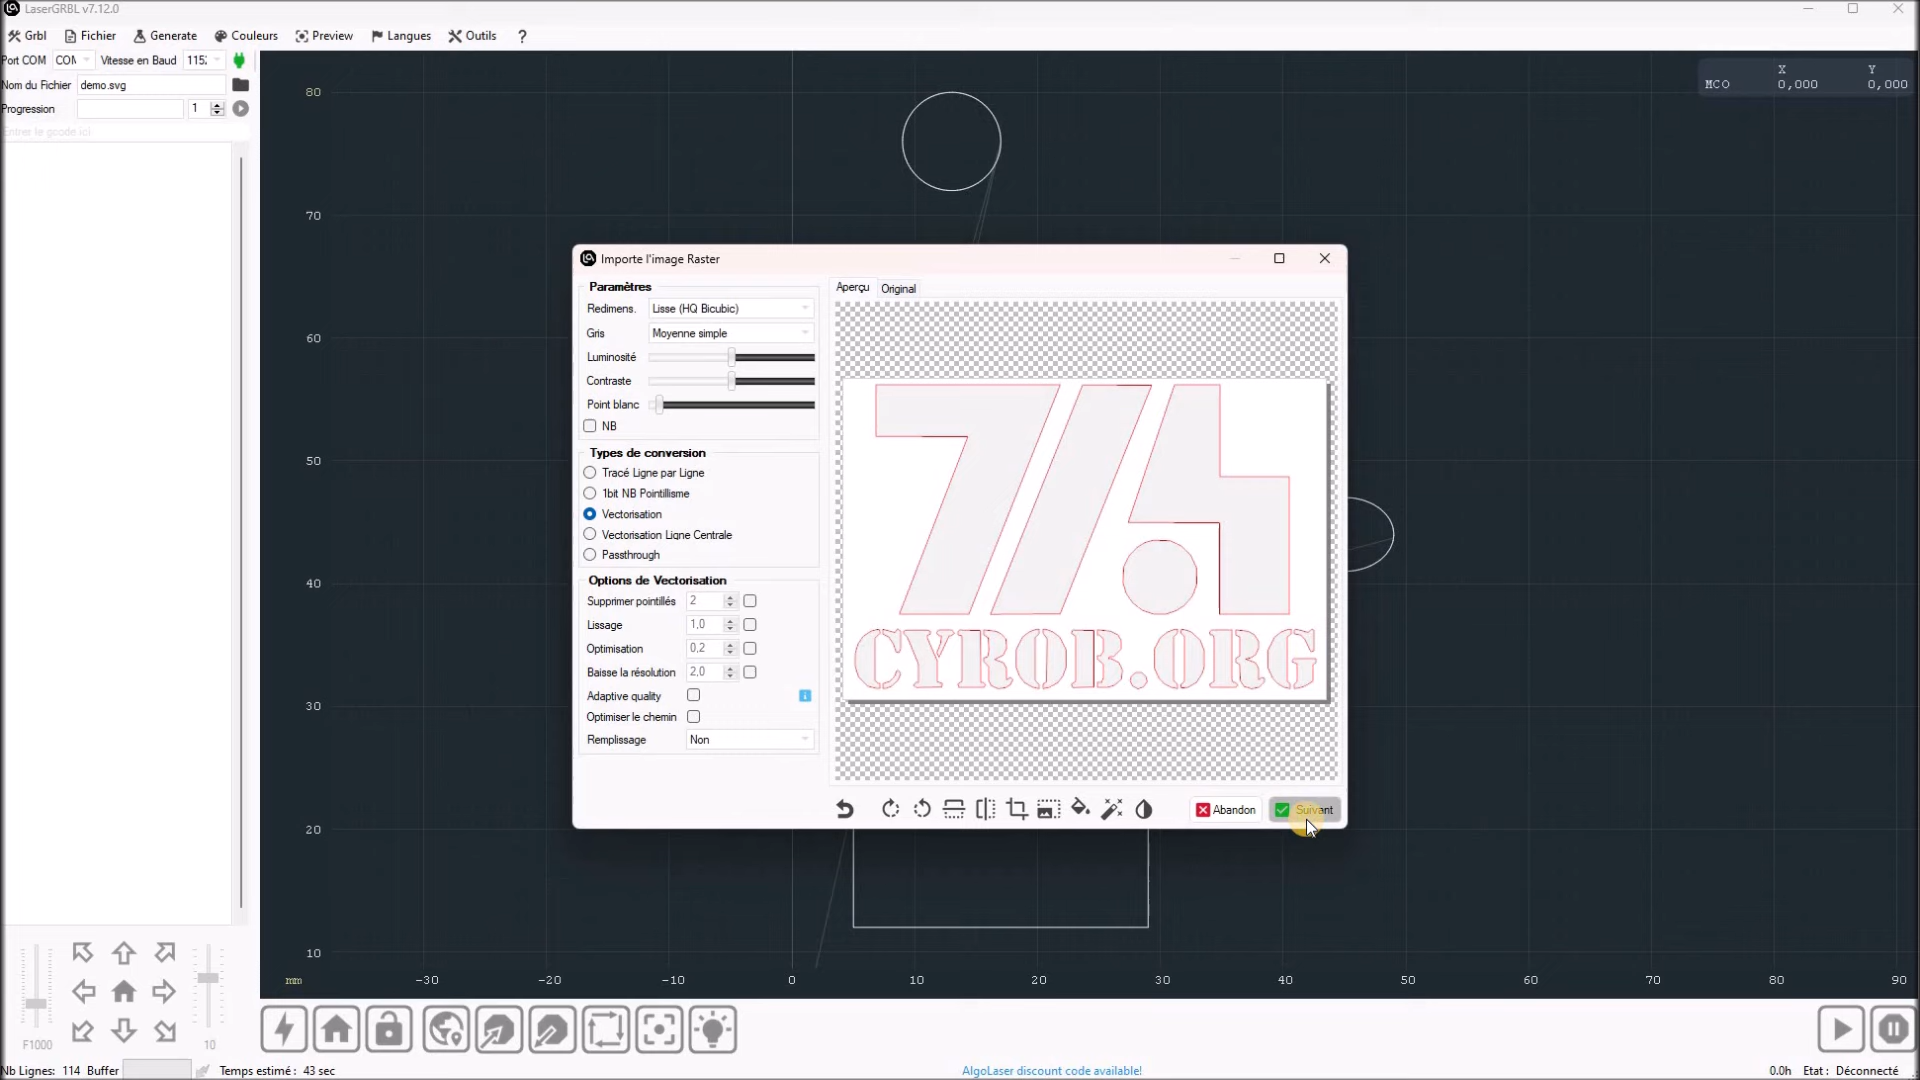 LaserGRBL v7.12.0
Grbl Fichier Generate Couleurs Preview Langues Outils ?
Port COM COM Vitesse en Baud 115
Nom du Fichier demo.svg
Progression 1
Entrer le gcode ici
X Y
MCO 0,000 0,000
80
70
60
50
40
30
20
10
mm -30 -20 -10 0 10 20 30 40 50 60 70 80 90
Importe l'image Raster
Paramètres
Redimens. Lisse (HQ Bicubic)
Gris Moyenne simple
Luminosité
Contraste
Point blanc
NB
Types de conversion
Tracé Ligne par Ligne
1bit NB Pointillisme
Vectorisation
Vectorisation Ligne Centrale
Passthrough
Options de Vectorisation
Supprimer pointillés 2
Lissage 1,0
Optimisation 0,2
Baisse la résolution 2,0
Adaptive quality
Optimiser le chemin
Remplissage Non
Aperçu Original
CYROB.ORG
Abandon Suivant
F1000 10
Nb Lignes: 114 Buffer Temps estimé: 43 sec
AlgoLaser discount code available!
0.0h Etat: Déconnecté